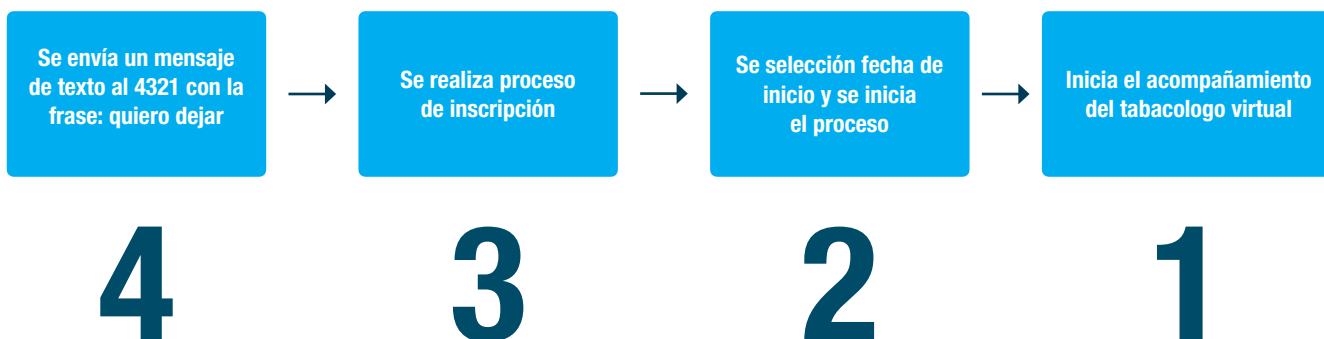 Se envía un mensaje
de texto al 4321 con la
frase: quiero dejar
Se realiza proceso
de inscripción
Se selección fecha de
inicio y se inicia
el proceso
Inicia el acompañamiento
del tabacologo virtual
4
3
2
1